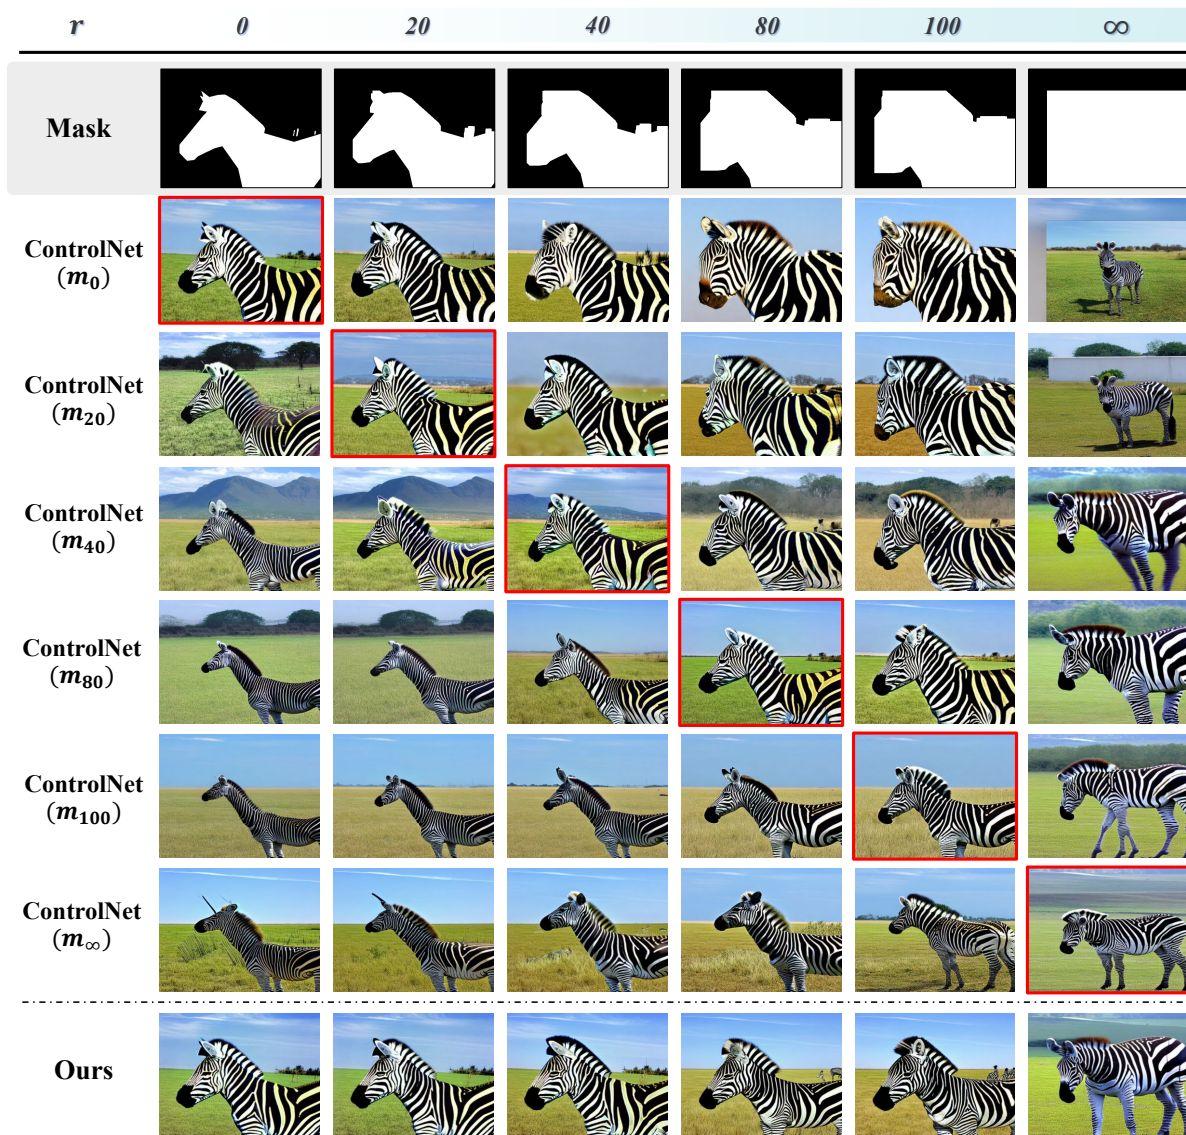 r 0 20 40 80 100 ∞
Mask
ControlNet
(m₀)
ControlNet
(m₂₀)
ControlNet
(m₄₀)
ControlNet
(m₈₀)
ControlNet
(m₁₀₀)
ControlNet
(m∞)
Ours